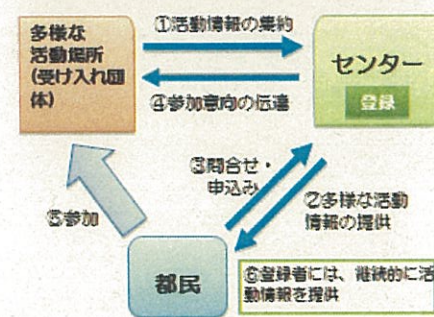 多様な
活動場所
(受け入れ団
体)
①活動情報の集約
センター
登録
④参加意向の伝達
③問合せ・
申込み
②多様な活動
情報の提供
⑤参加
都民
⑥登録者には、継続的に活
動情報を提供